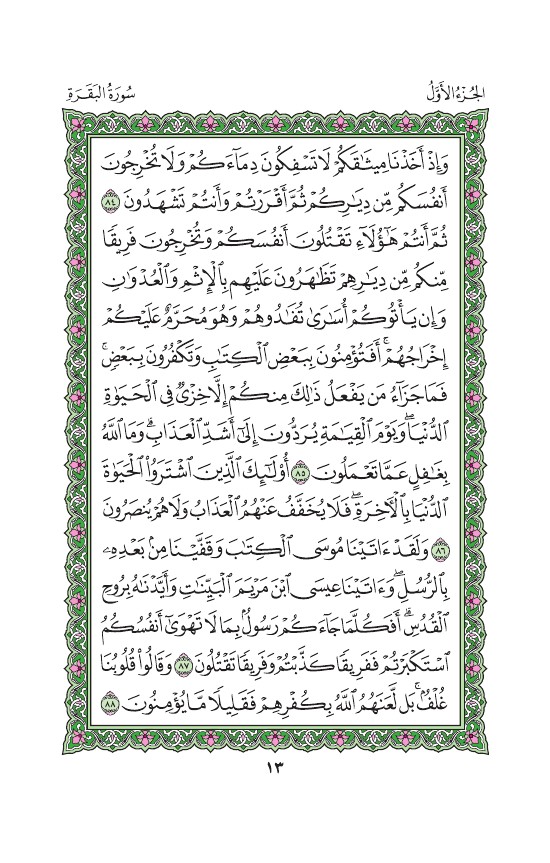 الجُزْءُ الأَوَّلُ
سُورَةُ البَقَرَةِ
وَإِذْ أَخَذْنَا مِيثَٰقَكُمْ لَا تَسْفِكُونَ دِمَآءَكُمْ وَلَا تُخْرِجُونَ
أَنفُسَكُم مِّن دِيَٰرِكُمْ ثُمَّ أَقْرَرْتُمْ وَأَنتُمْ تَشْهَدُونَ ٨٤
ثُمَّ أَنتُمْ هَٰٓؤُلَآءِ تَقْتُلُونَ أَنفُسَكُمْ وَتُخْرِجُونَ فَرِيقًا
مِّنكُم مِّن دِيَٰرِهِمْ تَظَٰهَرُونَ عَلَيْهِم بِٱلْإِثْمِ وَٱلْعُدْوَٰنِ
وَإِن يَأْتُوكُمْ أُسَٰرَىٰ تُفَٰدُوهُمْ وَهُوَ مُحَرَّمٌ عَلَيْكُمْ
إِخْرَاجُهُمْ ۚ أَفَتُؤْمِنُونَ بِبَعْضِ ٱلْكِتَٰبِ وَتَكْفُرُونَ بِبَعْضٍ ۚ
فَمَا جَزَآءُ مَن يَفْعَلُ ذَٰلِكَ مِنكُمْ إِلَّا خِزْىٌ فِى ٱلْحَيَوٰةِ
ٱلدُّنْيَا ۖ وَيَوْمَ ٱلْقِيَٰمَةِ يُرَدُّونَ إِلَىٰٓ أَشَدِّ ٱلْعَذَابِ ۗ وَمَا ٱللَّهُ
بِغَٰفِلٍ عَمَّا تَعْمَلُونَ ٨٥ أُو۟لَٰٓئِكَ ٱلَّذِينَ ٱشْتَرَوُا۟ ٱلْحَيَوٰةَ
ٱلدُّنْيَا بِٱلْءَاخِرَةِ ۖ فَلَا يُخَفَّفُ عَنْهُمُ ٱلْعَذَابُ وَلَا هُمْ يُنصَرُونَ
٨٦ وَلَقَدْ ءَاتَيْنَا مُوسَى ٱلْكِتَٰبَ وَقَفَّيْنَا مِنۢ بَعْدِهِۦ
بِٱلرُّسُلِ ۖ وَءَاتَيْنَا عِيسَى ٱبْنَ مَرْيَمَ ٱلْبَيِّنَٰتِ وَأَيَّدْنَٰهُ بِرُوحِ
ٱلْقُدُسِ ۗ أَفَكُلَّمَا جَآءَكُمْ رَسُولٌۢ بِمَا لَا تَهْوَىٰٓ أَنفُسُكُمُ
ٱسْتَكْبَرْتُمْ فَفَرِيقًا كَذَّبْتُمْ وَفَرِيقًا تَقْتُلُونَ ٨٧ وَقَالُوا۟ قُلُوبُنَا
غُلْفٌۢ ۚ بَل لَّعَنَهُمُ ٱللَّهُ بِكُفْرِهِمْ فَقَلِيلًا مَّا يُؤْمِنُونَ ٨٨
١٣